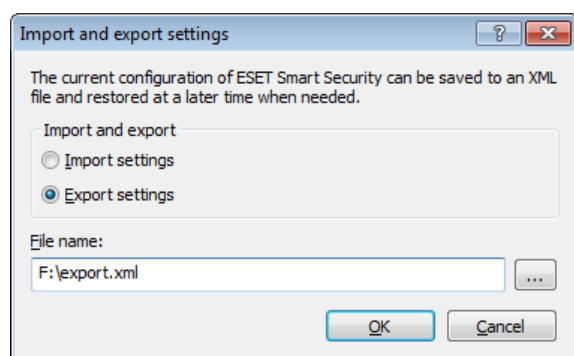 Import and export settings
The current configuration of ESET Smart Security can be saved to an XML
file and restored at a later time when needed.
Import and export
Import settings
Export settings
File name:
F:\export.xml
...
OK
Cancel